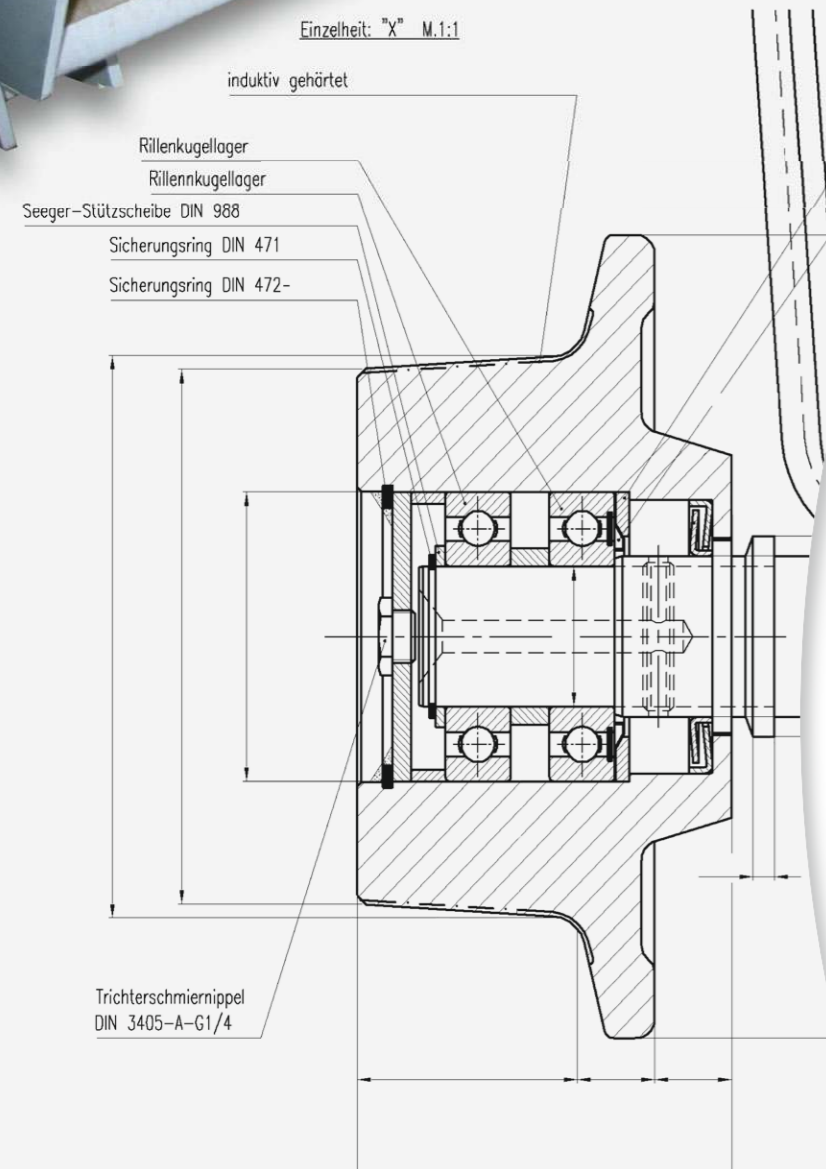 Einzelheit: "X" M.1:1
induktiv gehärtet
Rillenkugellager
Rillennkugellager
Seeger-Stützscheibe DIN 988
Sicherungsring DIN 471
Sicherungsring DIN 472-
Trichterschmiernippel
DIN 3405-A-G1/4